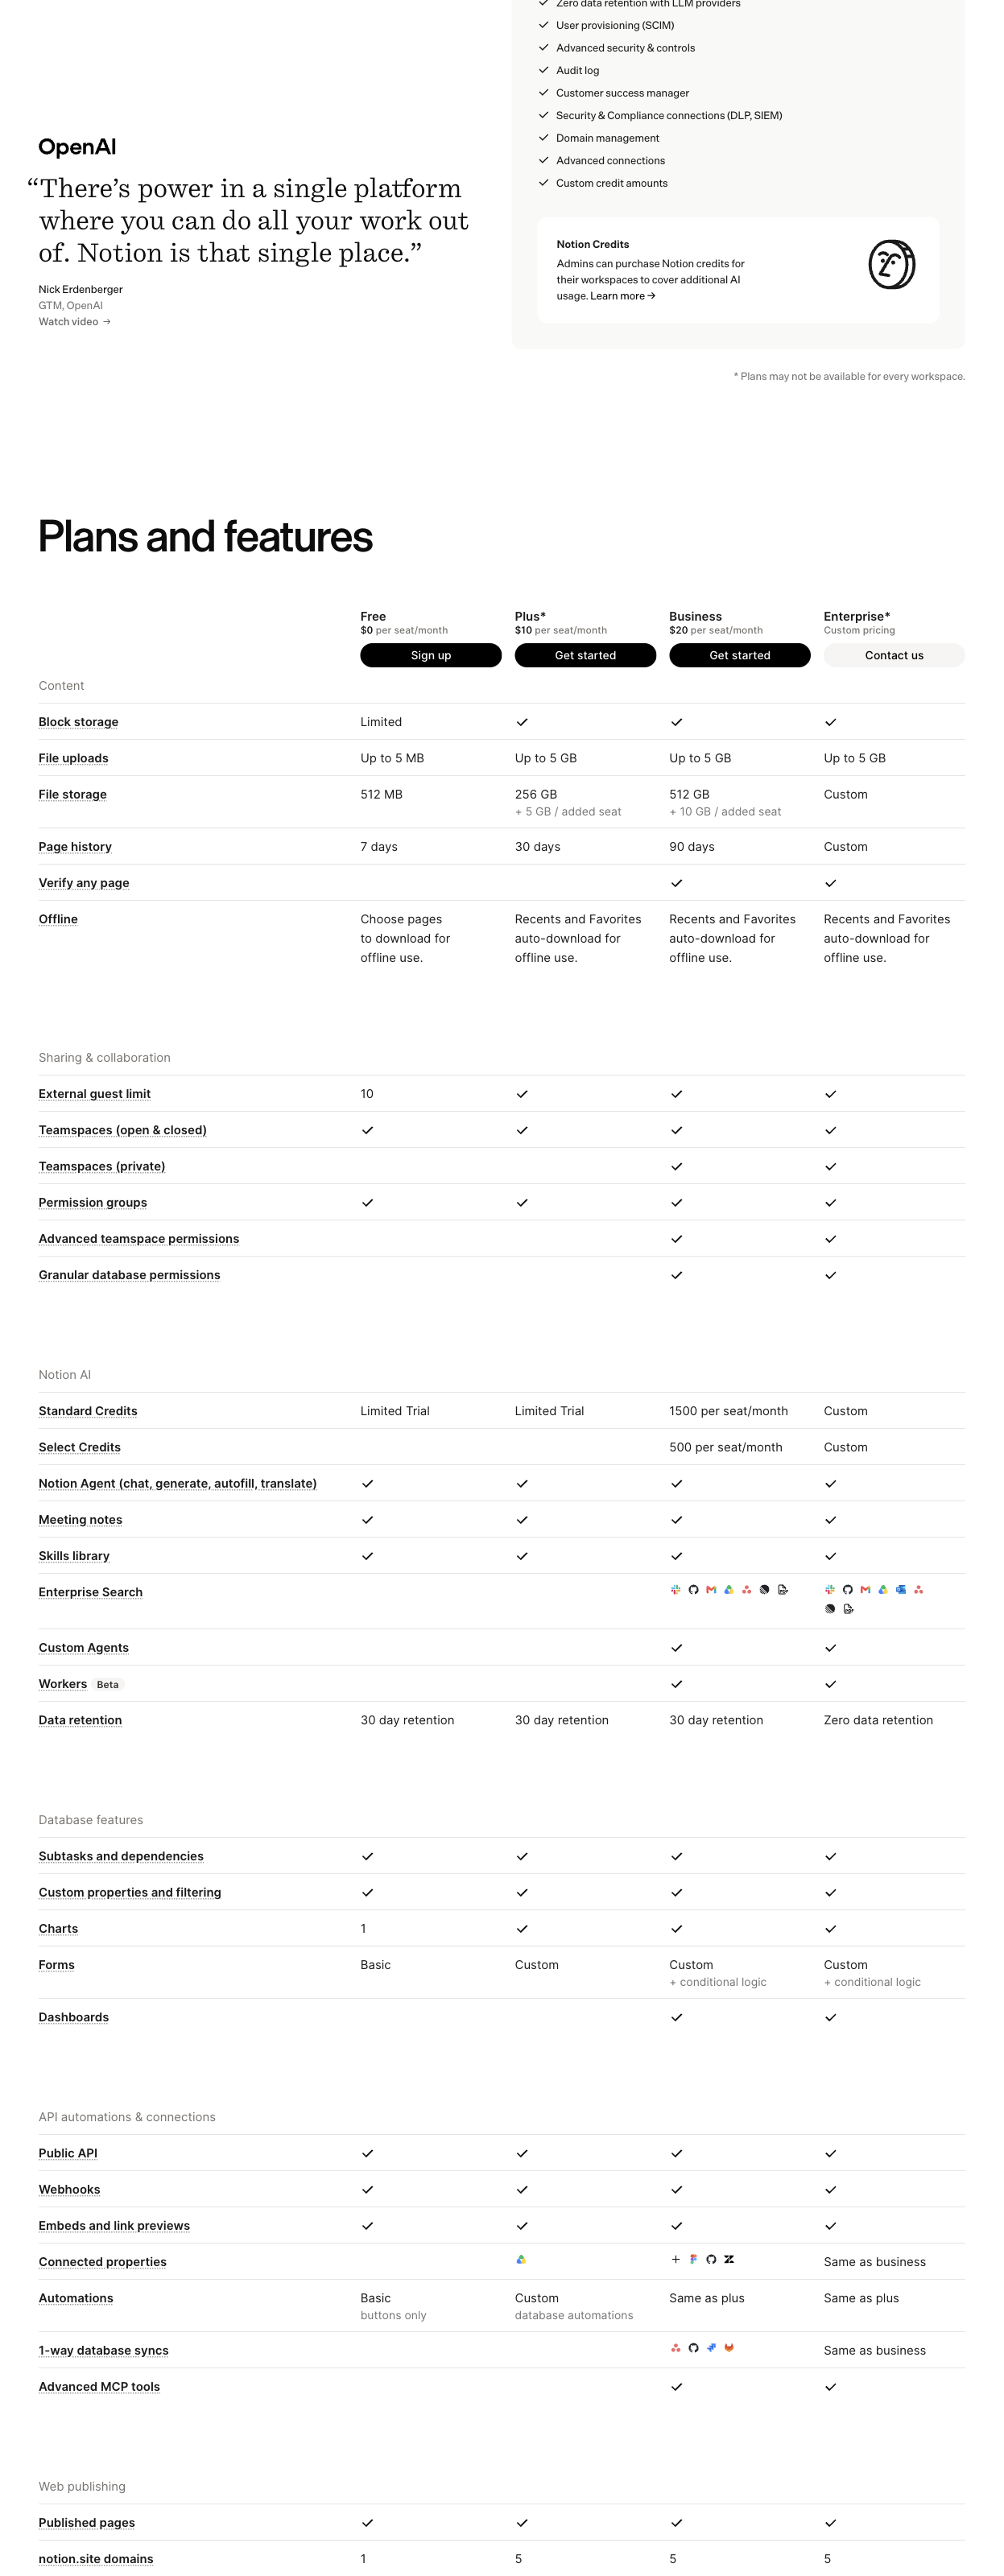 Zero data retention with LLM providers
User provisioning (SCIM)
Advanced security & controls
Audit log
Customer success manager
Security & Compliance connections (DLP, SIEM)
Domain management
Advanced connections
Custom credit amounts
OpenAI
“There’s power in a single platform
where you can do all your work out
of. Notion is that single place.”
Nick Erdenberger
GTM, OpenAI
Watch video →
Notion Credits
Admins can purchase Notion credits for
their workspaces to cover additional AI
usage. Learn more →
* Plans may not be available for every workspace.
Plans and features
Free Plus* Business Enterprise*
$0 per seat/month $10 per seat/month $20 per seat/month Custom pricing
Sign up Get started Get started Contact us
Content
Block storage Limited ✓ ✓ ✓
File uploads Up to 5 MB Up to 5 GB Up to 5 GB Up to 5 GB
File storage 512 MB 256 GB 512 GB Custom
+ 5 GB / added seat + 10 GB / added seat
Page history 7 days 30 days 90 days Custom
Verify any page ✓ ✓
Offline Choose pages Recents and Favorites Recents and Favorites Recents and Favorites
to download for auto-download for auto-download for auto-download for
offline use. offline use. offline use. offline use.
Sharing & collaboration
External guest limit 10 ✓ ✓ ✓
Teamspaces (open & closed) ✓ ✓ ✓ ✓
Teamspaces (private) ✓ ✓
Permission groups ✓ ✓ ✓ ✓
Advanced teamspace permissions ✓ ✓
Granular database permissions ✓ ✓
Notion AI
Standard Credits Limited Trial Limited Trial 1500 per seat/month Custom
Select Credits 500 per seat/month Custom
Notion Agent (chat, generate, autofill, translate) ✓ ✓ ✓ ✓
Meeting notes ✓ ✓ ✓ ✓
Skills library ✓ ✓ ✓ ✓
Enterprise Search
Custom Agents ✓ ✓
Workers Beta ✓ ✓
Data retention 30 day retention 30 day retention 30 day retention Zero data retention
Database features
Subtasks and dependencies ✓ ✓ ✓ ✓
Custom properties and filtering ✓ ✓ ✓ ✓
Charts 1 ✓ ✓ ✓
Forms Basic Custom Custom Custom
+ conditional logic + conditional logic
Dashboards ✓ ✓
API automations & connections
Public API ✓ ✓ ✓ ✓
Webhooks ✓ ✓ ✓ ✓
Embeds and link previews ✓ ✓ ✓ ✓
Connected properties Same as business
Automations Basic Custom Same as plus Same as plus
buttons only database automations
1-way database syncs Same as business
Advanced MCP tools ✓ ✓
Web publishing
Published pages ✓ ✓ ✓ ✓
notion.site domains 1 5 5 5